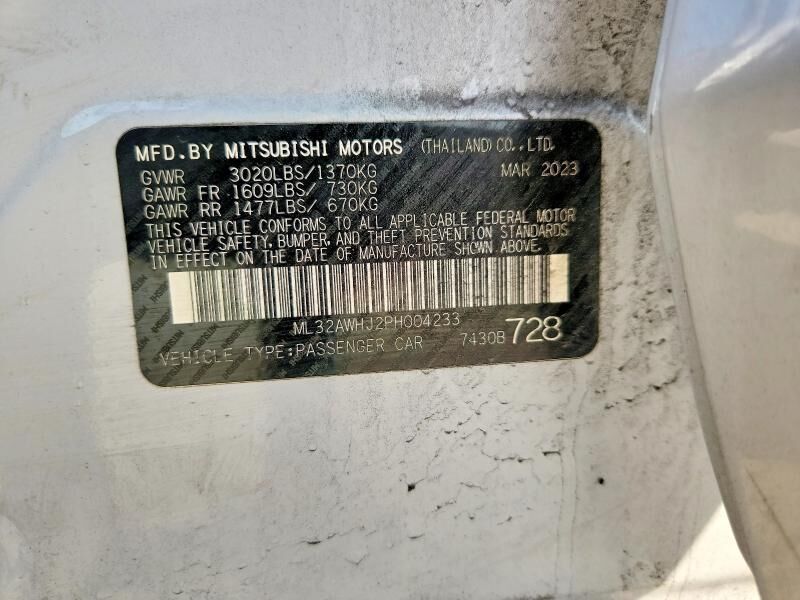 MFD.BY MITSUBISHI MOTORS (THAILAND) CO.,LTD.
GVWR 3020LBS/1370KG MAR 2023
GAWR FR 1609LBS/ 730KG
GAWR RR 1477LBS/ 670KG
THIS VEHICLE CONFORMS TO ALL APPLICABLE FEDERAL MOTOR
VEHICLE SAFETY, BUMPER, AND THEFT PREVENTION STANDARDS
IN EFFECT ON THE DATE OF MANUFACTURE SHOWN ABOVE.
ML32AWHJ2PH004233
VEHICLE TYPE:PASSENGER CAR 7430B 728